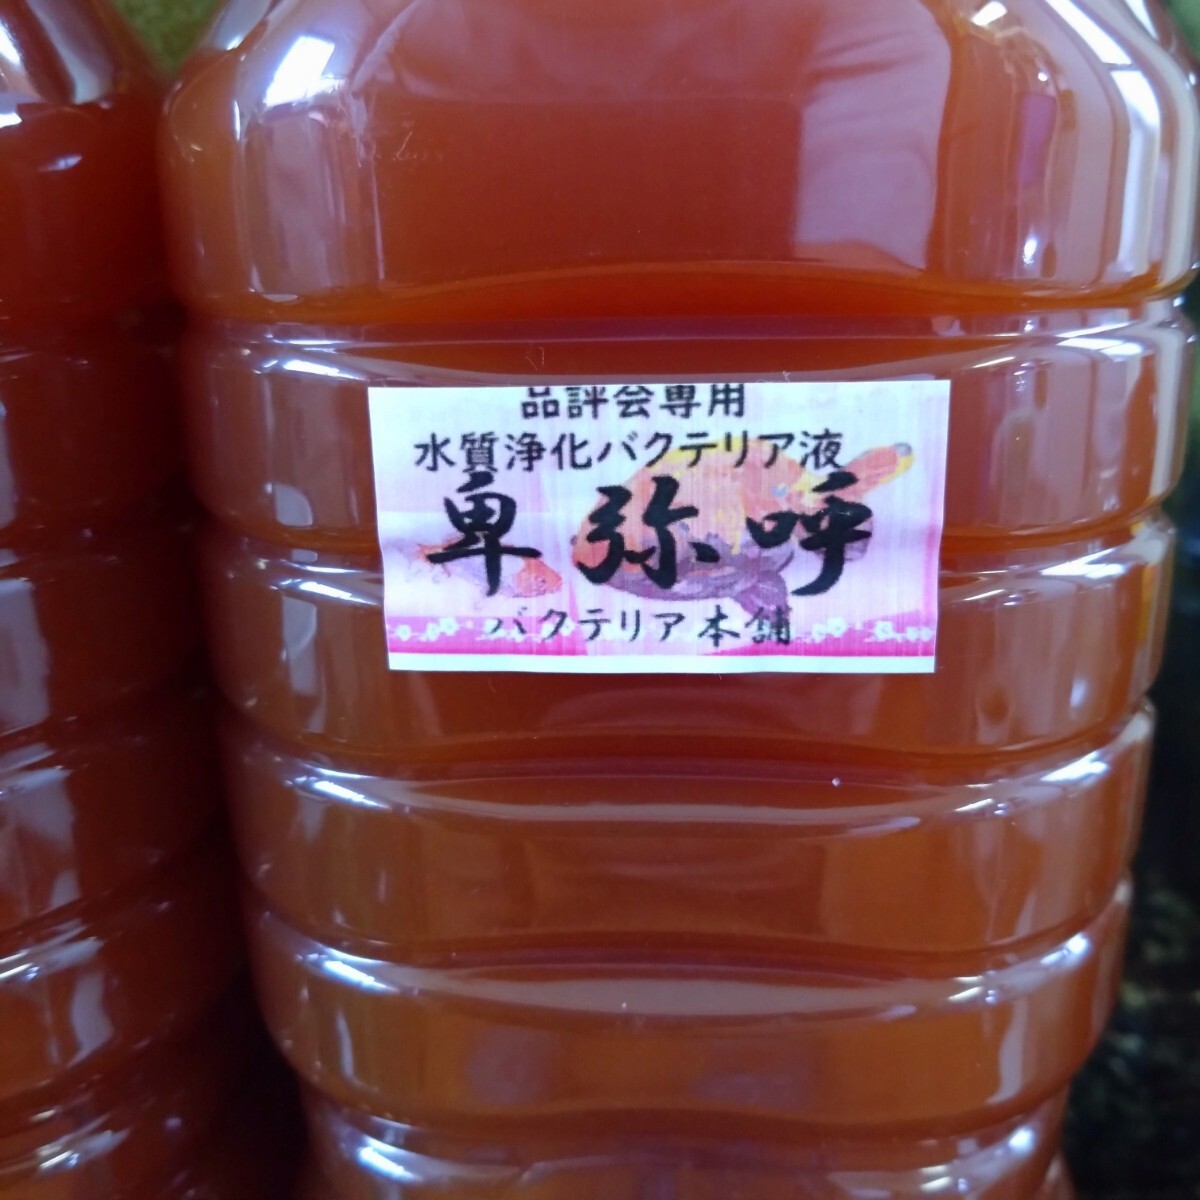 品評会専用
水質浄化バクテリア液
卑弥呼
バクテリア本舗